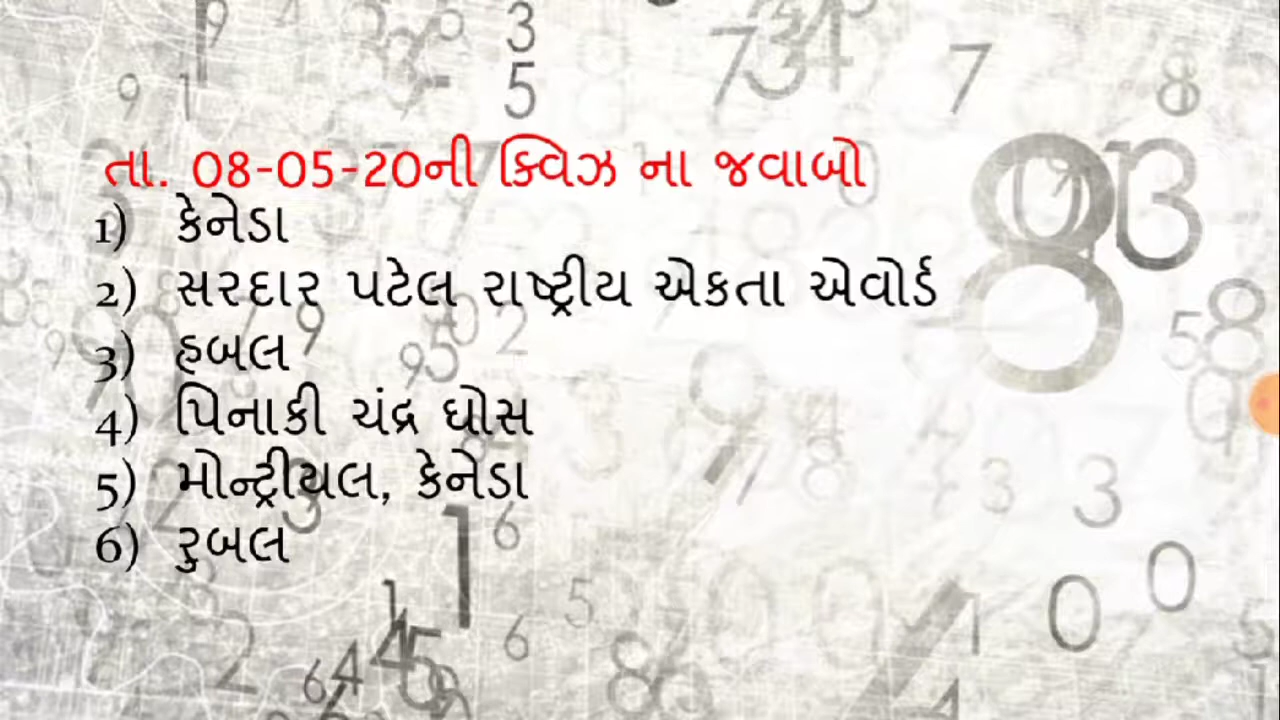 તા. 08-05-20ની ક્વિઝ ના જવાબો
1) કેનેડા
2) સરદાર પટેલ રાષ્ટ્રીય એકતા એવોર્ડ
3) હબલ
4) પિનાકી ચંદ્ર ઘોસ
5) મોન્ટ્રીયલ, કેનેડા
6) રુબલ